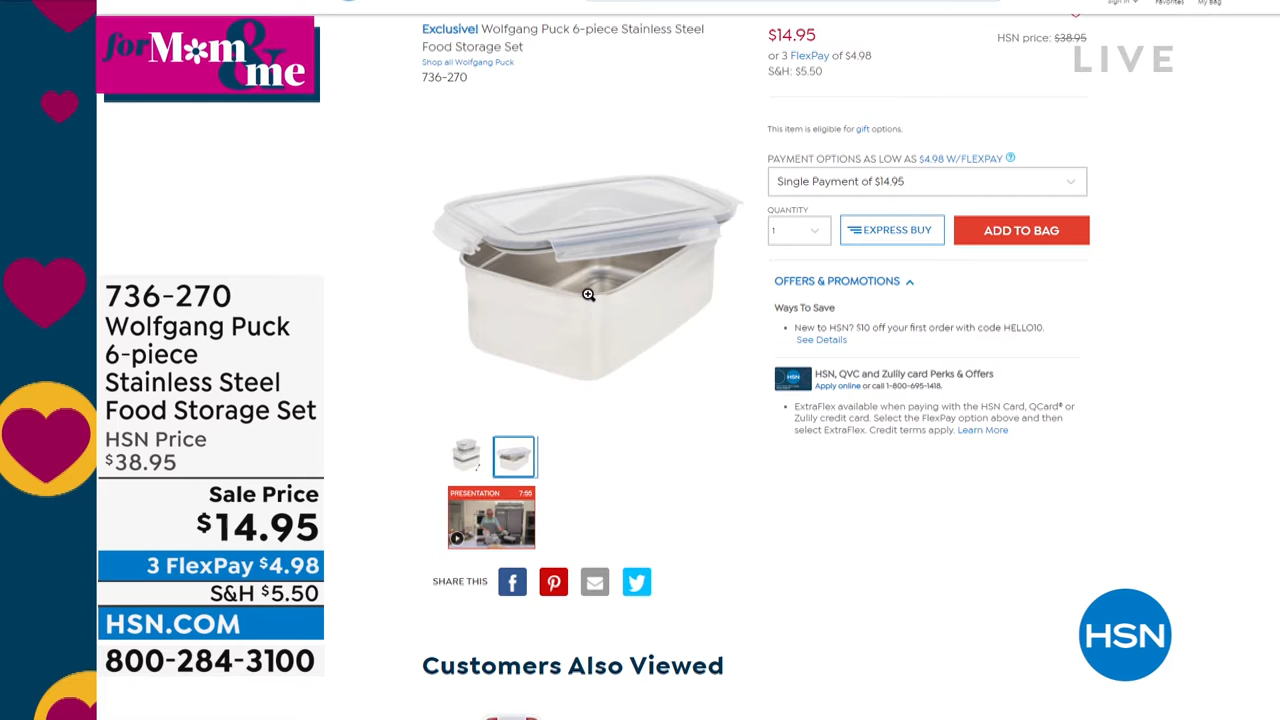 Sign In
Favorites
My Bag
for Mom
&
me
Exclusive! Wolfgang Puck 6-piece Stainless Steel
Food Storage Set
Shop all Wolfgang Puck
736-270
$14.95
HSN price: $38.95
or 3 FlexPay of $4.98
S&H: $5.50
LIVE
This item is eligible for gift options.
PAYMENT OPTIONS AS LOW AS $4.98 W/FLEXPAY ?
Single Payment of $14.95
QUANTITY
1
EXPRESS BUY
ADD TO BAG
OFFERS & PROMOTIONS
Ways To Save
• New to HSN? $10 off your first order with code HELLO10.
See Details
HSN
HSN, QVC and Zulily card Perks & Offers
Apply online or call 1-800-695-1418.
• ExtraFlex available when paying with the HSN Card, QCard® or
Zulily credit card. Select the FlexPay option above and then
select ExtraFlex. Credit terms apply. Learn More
736-270
Wolfgang Puck
6-piece
Stainless Steel
Food Storage Set
HSN Price
$38.95
Sale Price
$14.95
3 FlexPay $4.98
S&H $5.50
HSN.COM
800-284-3100
PRESENTATION 7:55
SHARE THIS
Customers Also Viewed
HSN